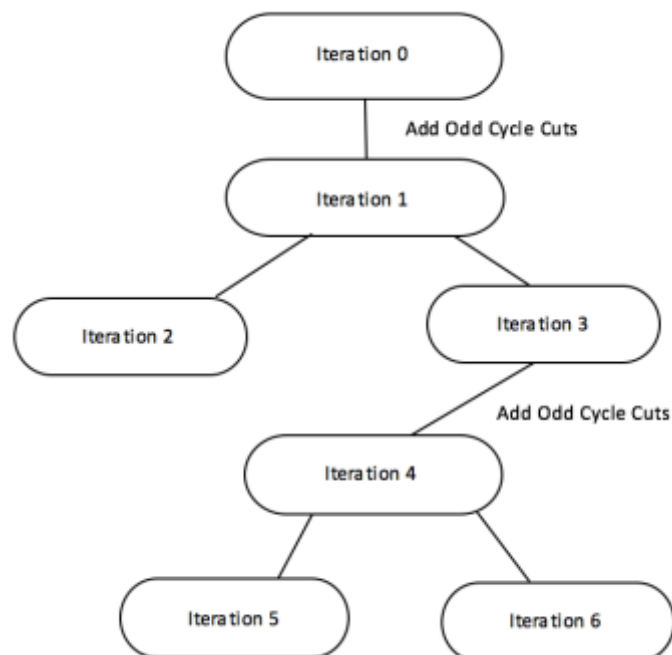 Iteration 0
Add Odd Cycle Cuts
Iteration 1
Iteration 2
Iteration 3
Add Odd Cycle Cuts
Iteration 4
Iteration 5
Iteration 6